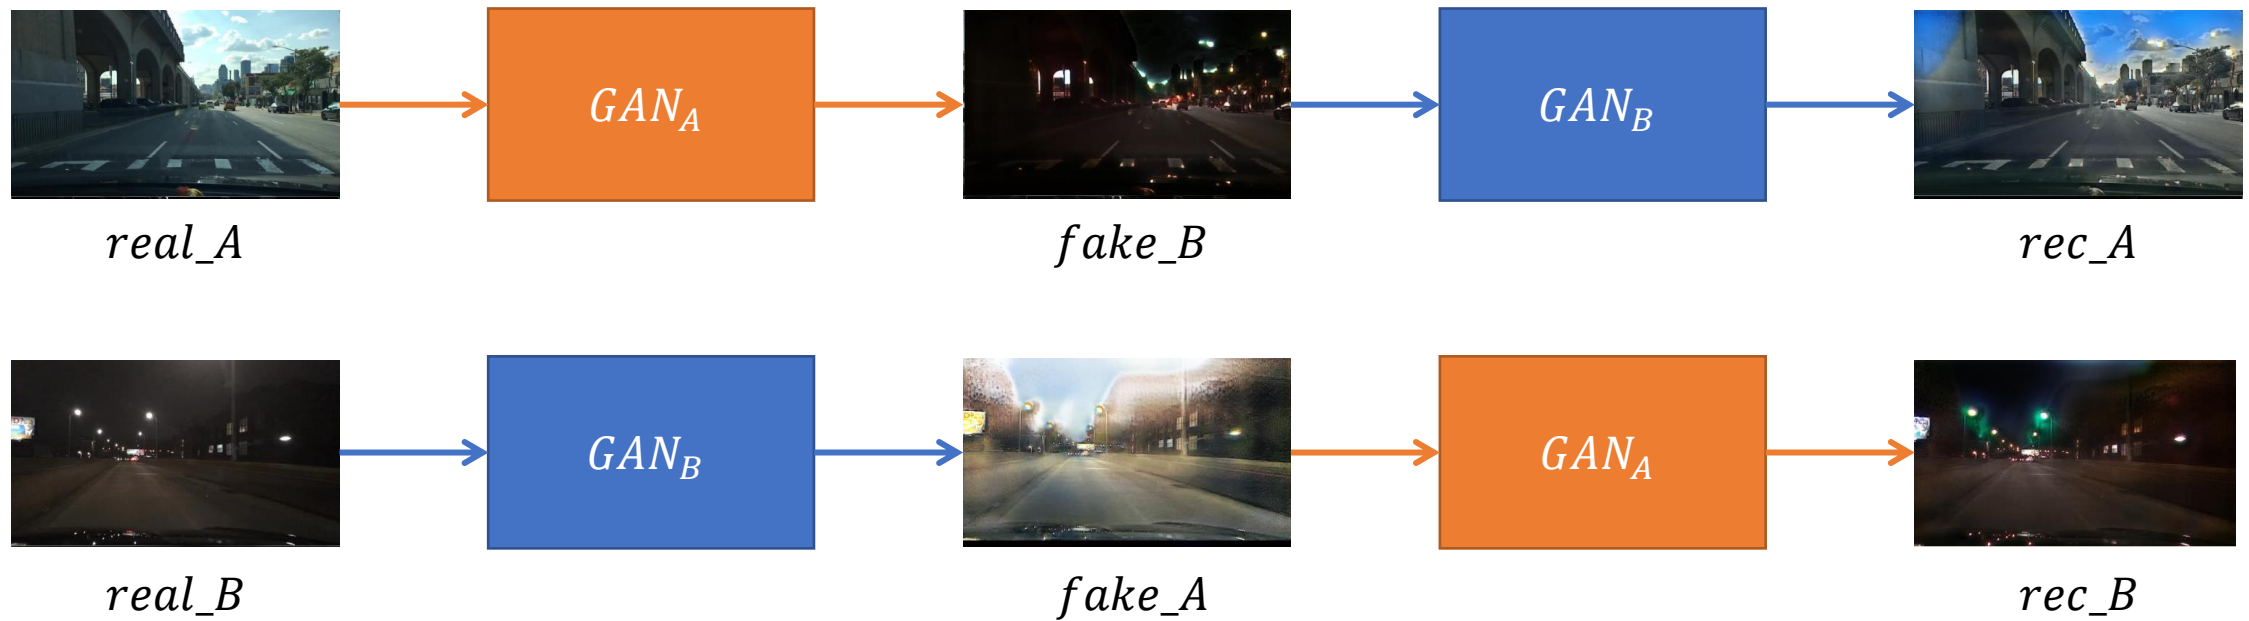 GAN_A
GAN_B
real_A
fake_B
rec_A
GAN_B
GAN_A
real_B
fake_A
rec_B